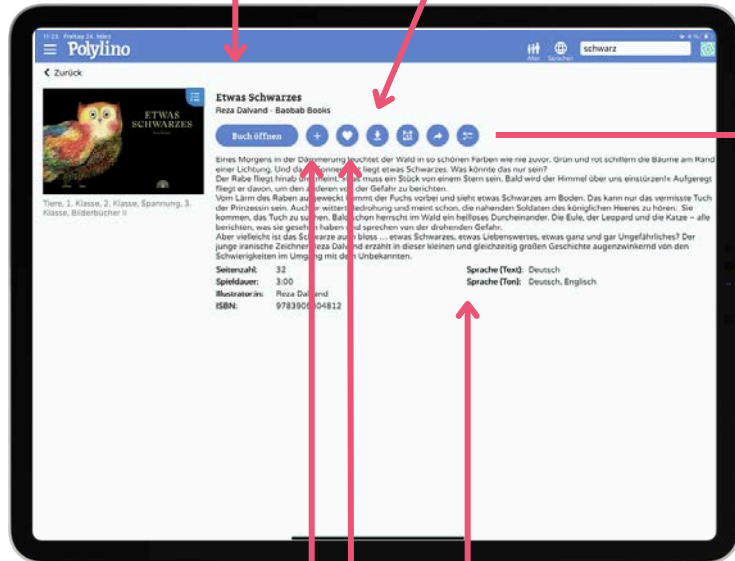 11:23 Freitag 24. März
Polylino
Alter
Sprachen
schwarz
Zurück
ETWAS
SCHWARZES
Etwas Schwarzes
Reza Dalvand - Baobab Books
Buch öffnen
Eines Morgens in der Dämmerung leuchtet der Wald in so schönen Farben wie nie zuvor. Grün und rot schillern die Bäume am Rand
einer Lichtung. Und da liegt etwas Schwarzes. Was könnte das nur sein?
Der Rabe fliegt hinab und meint, muss ein Stück von einem Stern sein. Bald wird der Himmel über uns einstürzen!« Aufgeregt
fliegt er davon, um den anderen von der Gefahr zu berichten.
Vom Lärm des Raben aufgeweckt kommt der Fuchs vorbei und sieht etwas Schwarzes am Boden. Das kann nur das vermisste Tuch
der Prinzessin sein. Auch er wittert Bedrohung und meint schon, die nahenden Soldaten des königlichen Heeres zu hören: Sie
kommen, das Tuch zu suchen. Bald schon herrscht im Wald ein heilloses Durcheinander. Die Eule, der Leopard und die Katze – alle
berichten, was sie gesehen haben und sprechen von der drohenden Gefahr.
Aber vielleicht ist das Schwarze auch bloss ... etwas Schwarzes, etwas Liebenswertes, etwas ganz und gar Ungefährliches? Der
junge iranische Zeichner Reza Dalvand erzählt in dieser kleinen und gleichzeitig großen Geschichte augenzwinkernd von den
Schwierigkeiten im Umgang mit dem Unbekannten.
Tiere, 1. Klasse, 2. Klasse, Spannung, 3.
Klasse, Bilderbücher II
Seitenzahl: 32
Spieldauer: 3:00
Illustrator:in: Reza Dalvand
ISBN:
Sprache (Text): Deutsch
Sprache (Ton): Deutsch, Englisch